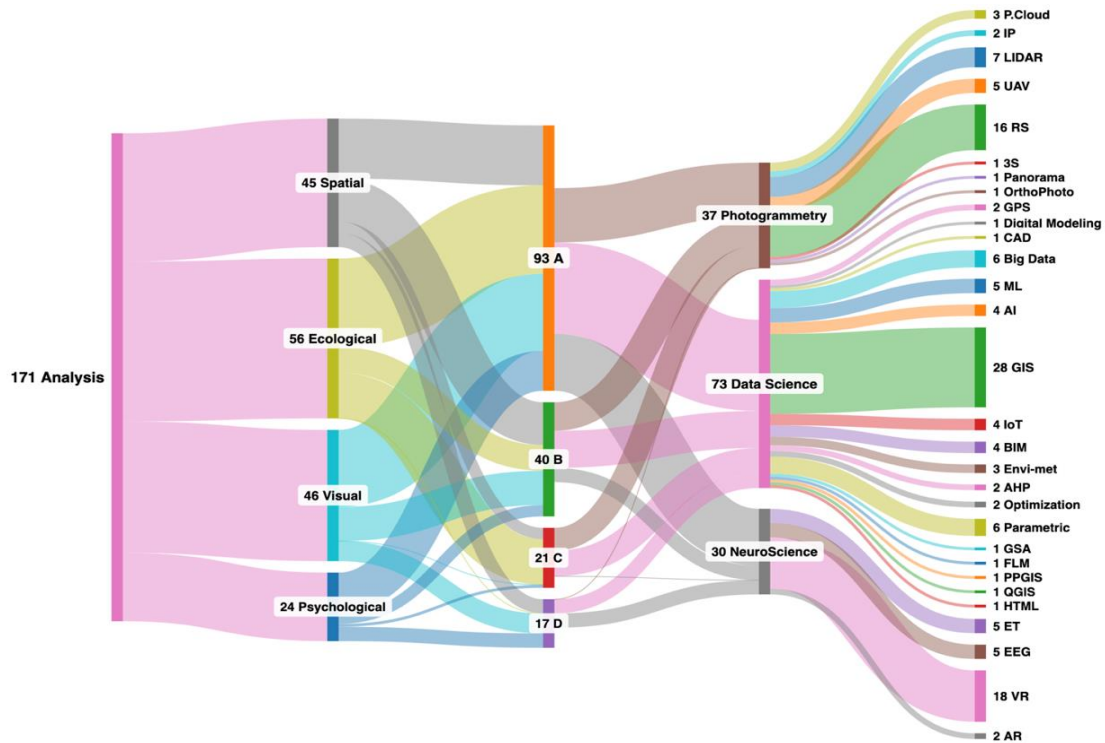 171 Analysis
45 Spatial
56 Ecological
46 Visual
24 Psychological
93 A
40 B
21 C
17 D
37 Photogrammetry
73 Data Science
30 NeuroScience
3 P.Cloud
2 IP
7 LIDAR
5 UAV
16 RS
1 3S
1 Panorama
1 OrthoPhoto
2 GPS
1 Digital Modeling
1 CAD
6 Big Data
5 ML
4 AI
28 GIS
4 IoT
4 BIM
3 Envi-met
2 AHP
2 Optimization
6 Parametric
1 GSA
1 FLM
1 PPGIS
1 QGIS
1 HTML
5 ET
5 EEG
18 VR
2 AR